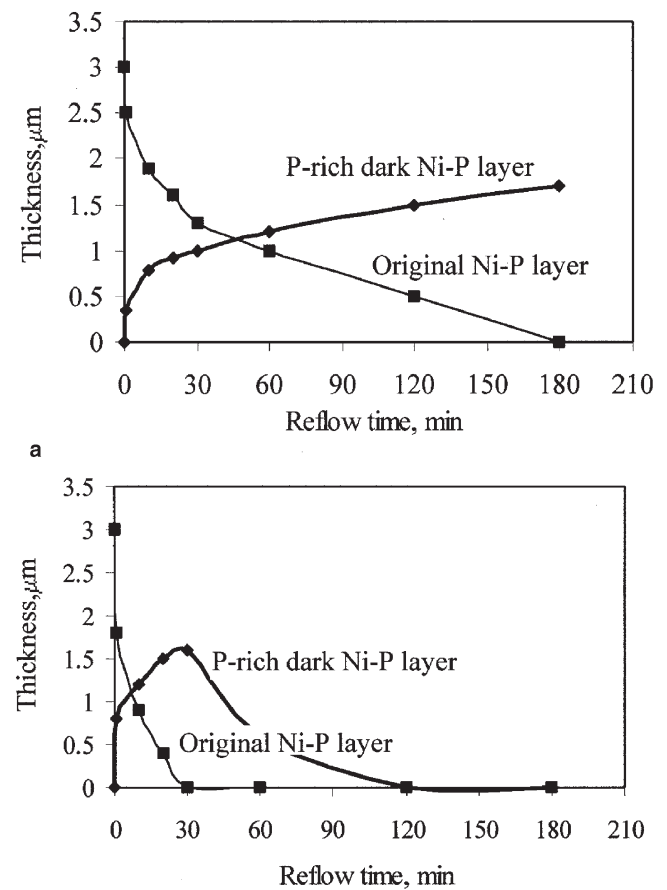 3.5
3
2.5
2
1.5
1
0.5
0
Thickness,μm
P-rich dark Ni-P layer
Original Ni-P layer
0 30 60 90 120 150 180 210
Reflow time, min
a
3.5
3
2.5
2
1.5
1
0.5
0
Thickness,μm
P-rich dark Ni-P layer
Original Ni-P layer
0 30 60 90 120 150 180 210
Reflow time, min